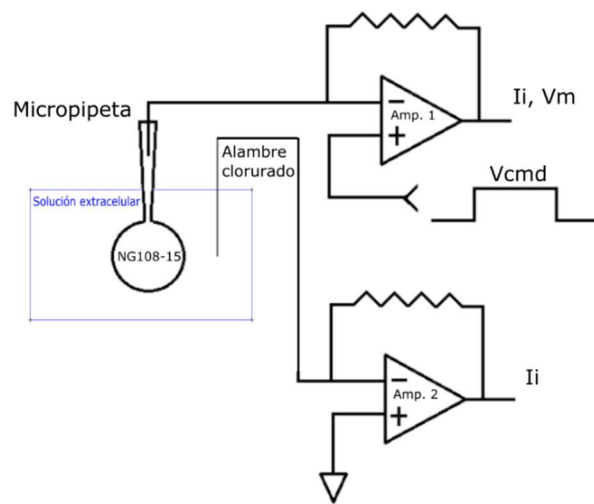 Ii, Vm
Micropipeta
Amp. 1
Alambre
clorurado
Vcmd
Solución extracelular
NG108-15
Ii
Amp. 2